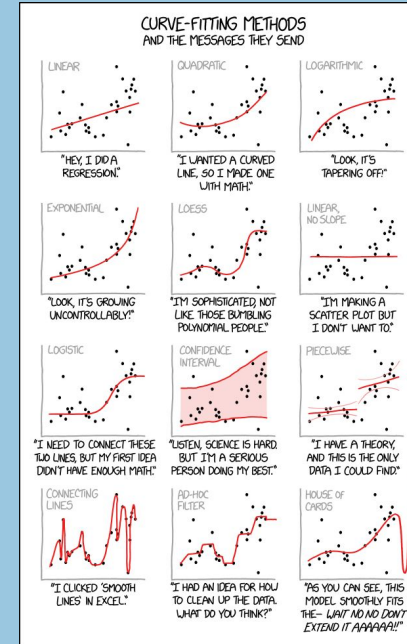 CURVE-FITTING METHODS
AND THE MESSAGES THEY SEND
LINEAR
"HEY, I DID A
REGRESSION."
QUADRATIC
"I WANTED A CURVED
LINE, SO I MADE ONE
WITH MATH."
LOGARITHMIC
"LOOK, IT'S
TAPERING OFF!"
EXPONENTIAL
"LOOK, IT'S GROWING
UNCONTROLLABLY!"
LOESS
"I'M SOPHISTICATED, NOT
LIKE THOSE BUMBLING
POLYNOMIAL PEOPLE."
LINEAR,
NO SLOPE
"I'M MAKING A
SCATTER PLOT BUT
I DON'T WANT TO."
LOGISTIC
"I NEED TO CONNECT THESE
TWO LINES, BUT MY FIRST IDEA
DIDN'T HAVE ENOUGH MATH."
CONFIDENCE
INTERVAL
"LISTEN, SCIENCE IS HARD.
BUT I'M A SERIOUS
PERSON DOING MY BEST."
PIECEWISE
"I HAVE A THEORY,
AND THIS IS THE ONLY
DATA I COULD FIND."
CONNECTING
LINES
"I CLICKED 'SMOOTH
LINES' IN EXCEL."
AD-HOC
FILTER
"I HAD AN IDEA FOR HOW
TO CLEAN UP THE DATA.
WHAT DO YOU THINK?"
HOUSE OF
CARDS
"AS YOU CAN SEE, THIS
MODEL SMOOTHLY FITS
THE- WAIT NO NO DON'T
EXTEND IT AAAAAA!!"